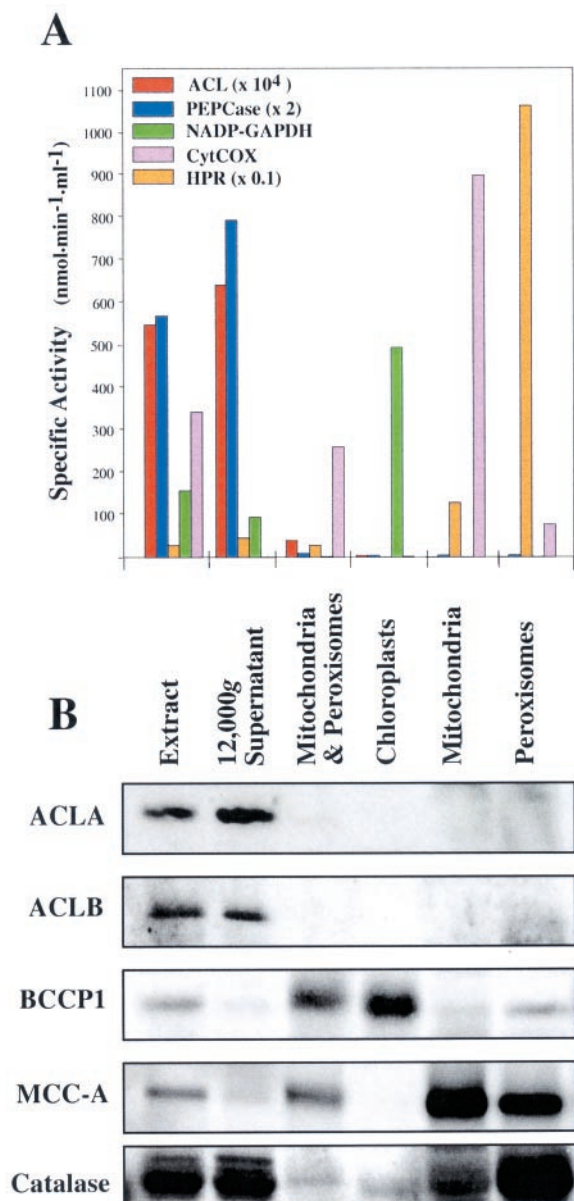 A
ACL (x 10⁴ )
PEPCase (x 2)
NADP-GAPDH
CytCOX
HPR (x 0.1)
1100
1000
900
800
700
600
500
400
300
200
100
Specific Activity (nmol·min⁻¹·ml⁻¹)
B
Extract
12,000g
Supernatant
Mitochondria
& Peroxisomes
Chloroplasts
Mitochondria
Peroxisomes
ACLA
ACLB
BCCP1
MCC-A
Catalase